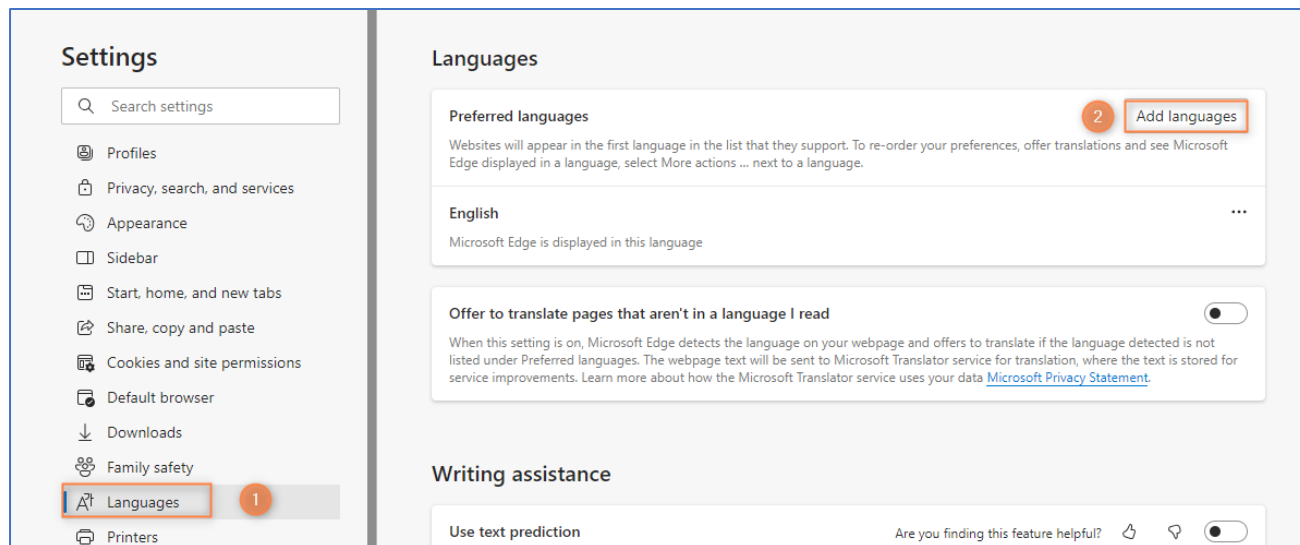 Settings
Search settings
Profiles
Privacy, search, and services
Appearance
Sidebar
Start, home, and new tabs
Share, copy and paste
Cookies and site permissions
Default browser
Downloads
Family safety
Languages
1
Printers
Languages
Preferred languages
2
Add languages
Websites will appear in the first language in the list that they support. To re-order your preferences, offer translations and see Microsoft
Edge displayed in a language, select More actions ... next to a language.
English
Microsoft Edge is displayed in this language
Offer to translate pages that aren't in a language I read
When this setting is on, Microsoft Edge detects the language on your webpage and offers to translate if the language detected is not
listed under Preferred languages. The webpage text will be sent to Microsoft Translator service for translation, where the text is stored for
service improvements. Learn more about how the Microsoft Translator service uses your data Microsoft Privacy Statement.
Writing assistance
Use text prediction
Are you finding this feature helpful?